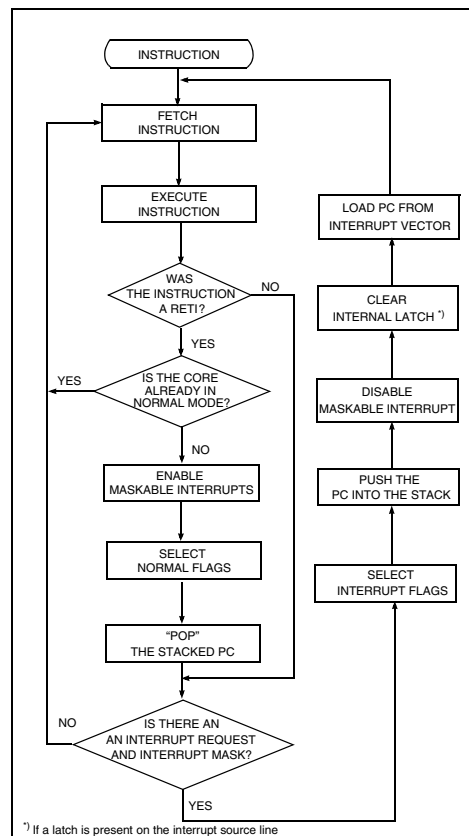 INSTRUCTION
FETCH
INSTRUCTION
EXECUTE
INSTRUCTION
WAS
THE INSTRUCTION
A RETI?
NO
YES
YES
IS THE CORE
ALREADY IN
NORMAL MODE?
NO
ENABLE
MASKABLE INTERRUPTS
SELECT
NORMAL FLAGS
“POP”
THE STACKED PC
NO
IS THERE AN
AN INTERRUPT REQUEST
AND INTERRUPT MASK?
YES
LOAD PC FROM
INTERRUPT VECTOR
CLEAR
INTERNAL LATCH *)
DISABLE
MASKABLE INTERRUPT
PUSH THE
PC INTO THE STACK
SELECT
INTERRUPT FLAGS
*) If a latch is present on the interrupt source line